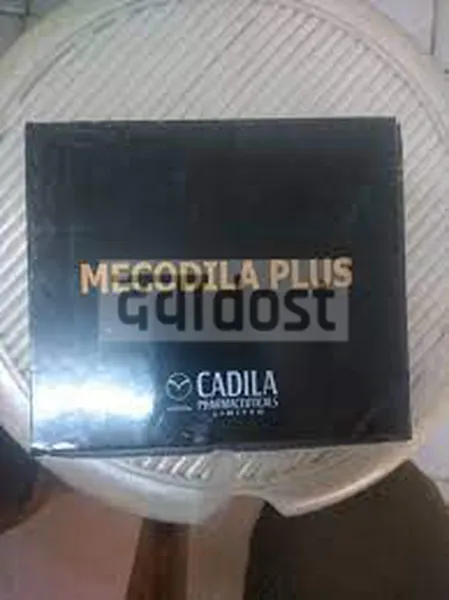 MECODILA PLUS
CADILA
PHARMACEUTICALS
LIMITED